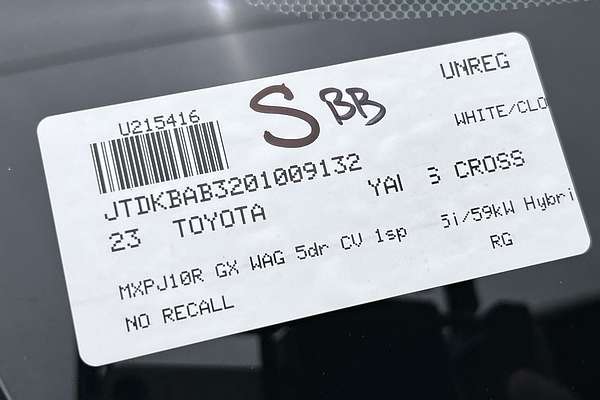 UNREG
S BB
U215416
WHITE/CLO
JTDKBAB3201009132
23 TOYOTA YAI S CROSS
MXPJ10R GX WAG 5dr CV 1sp 5i/59kW Hybri
RG
NO RECALL